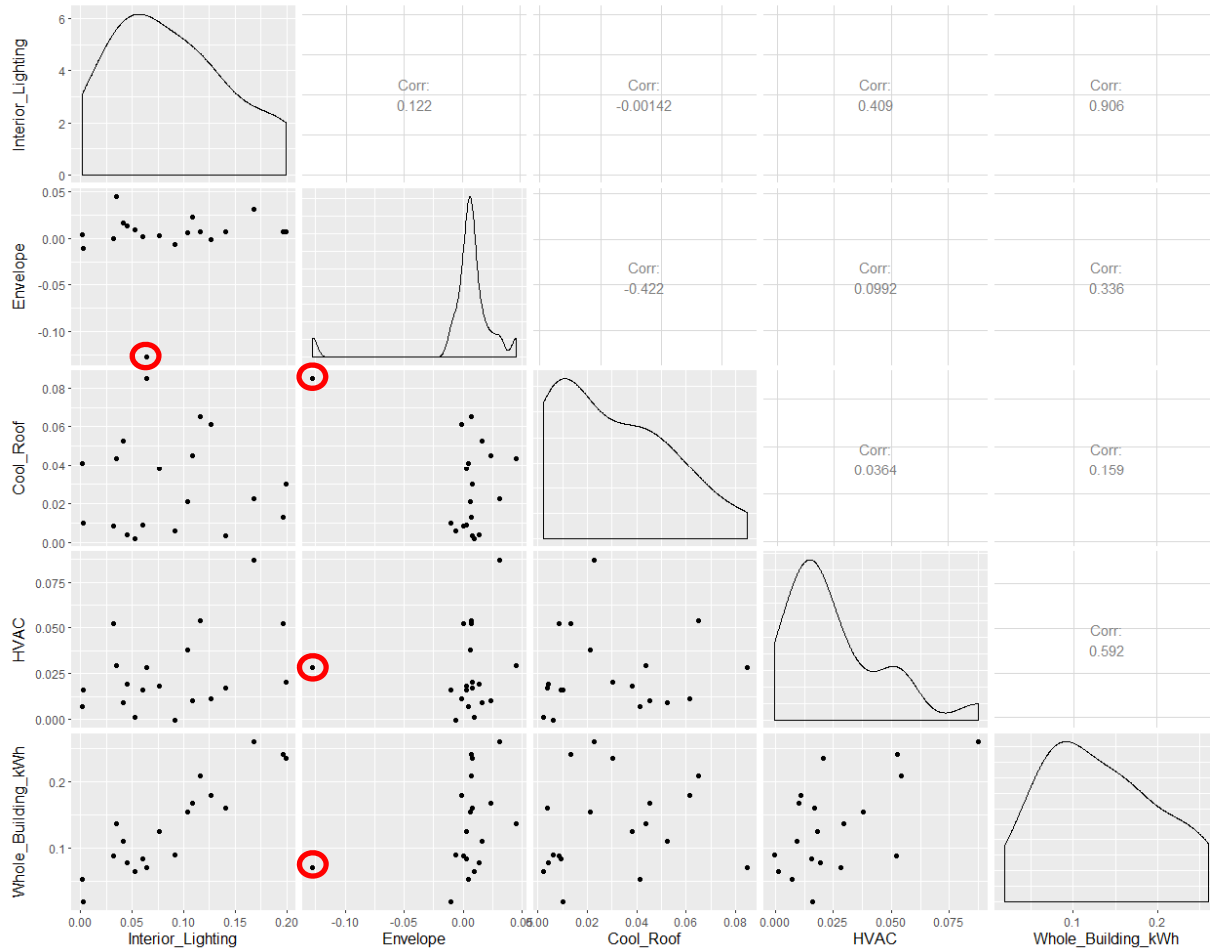 Interior_Lighting
6
4
2
0
Corr:
0.122
Corr:
-0.00142
Corr:
0.409
Corr:
0.906
Envelope
0.05
0.00
-0.05
-0.10
Corr:
-0.422
Corr:
0.0992
Corr:
0.336
Cool_Roof
0.08
0.06
0.04
0.02
0.00
Corr:
0.0364
Corr:
0.159
HVAC
0.075
0.050
0.025
0.000
Corr:
0.592
Whole_Building_kWh
0.2
0.1
0.00 0.05 0.10 0.15 0.20
-0.10 -0.05 0.00
0.02 0.04 0.06 0.08
0.000 0.025 0.050 0.075
0.1 0.2
Interior_Lighting Envelope Cool_Roof HVAC Whole_Building_kWh